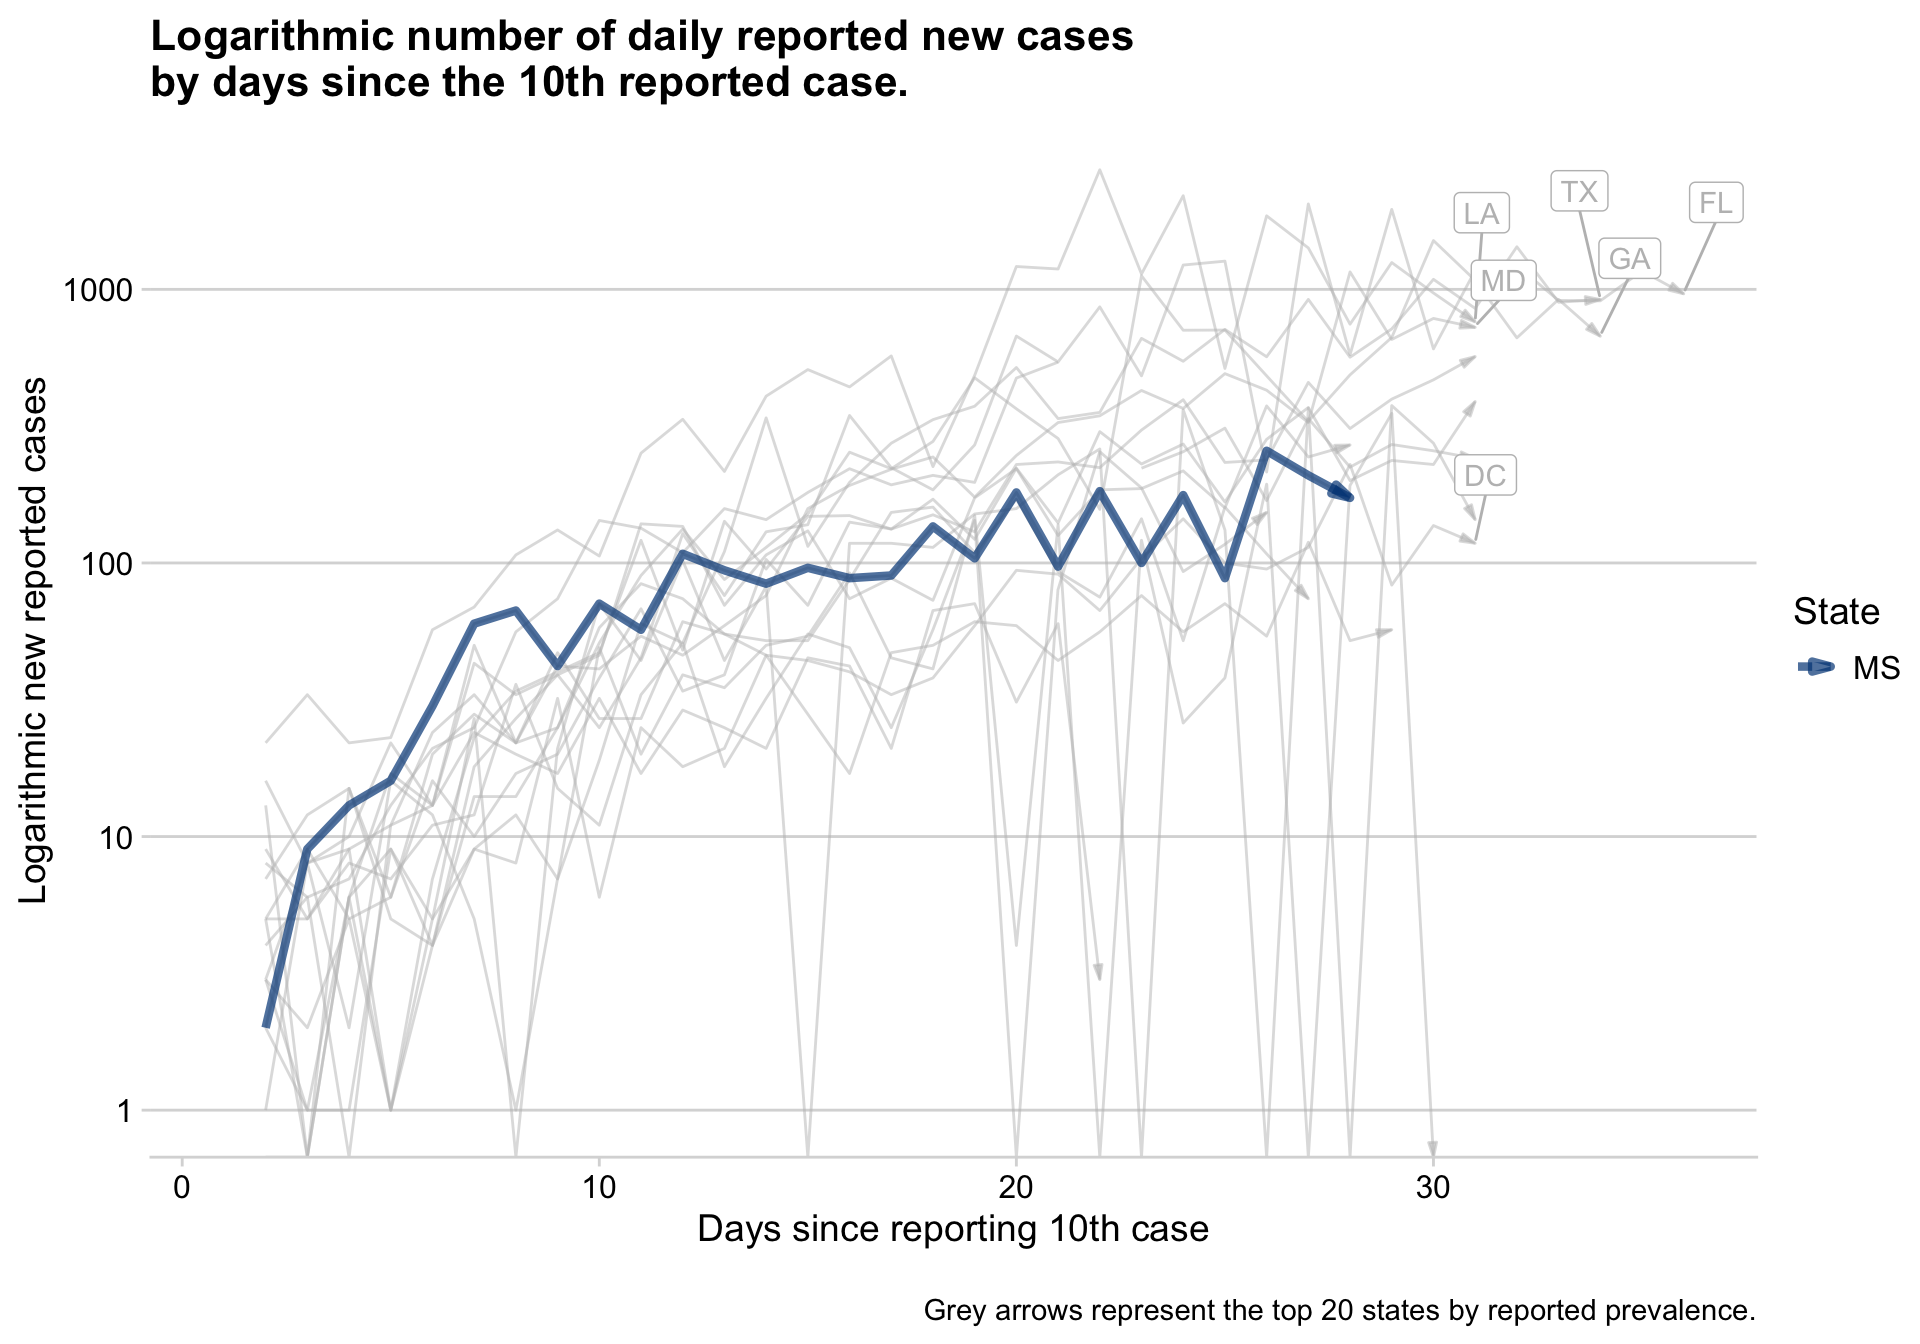 Logarithmic number of daily reported new cases
by days since the 10th reported case.
Logarithmic new reported cases
1000
100
10
1
LA
TX
FL
GA
MD
DC
State
MS
0
10
20
30
Days since reporting 10th case
Grey arrows represent the top 20 states by reported prevalence.